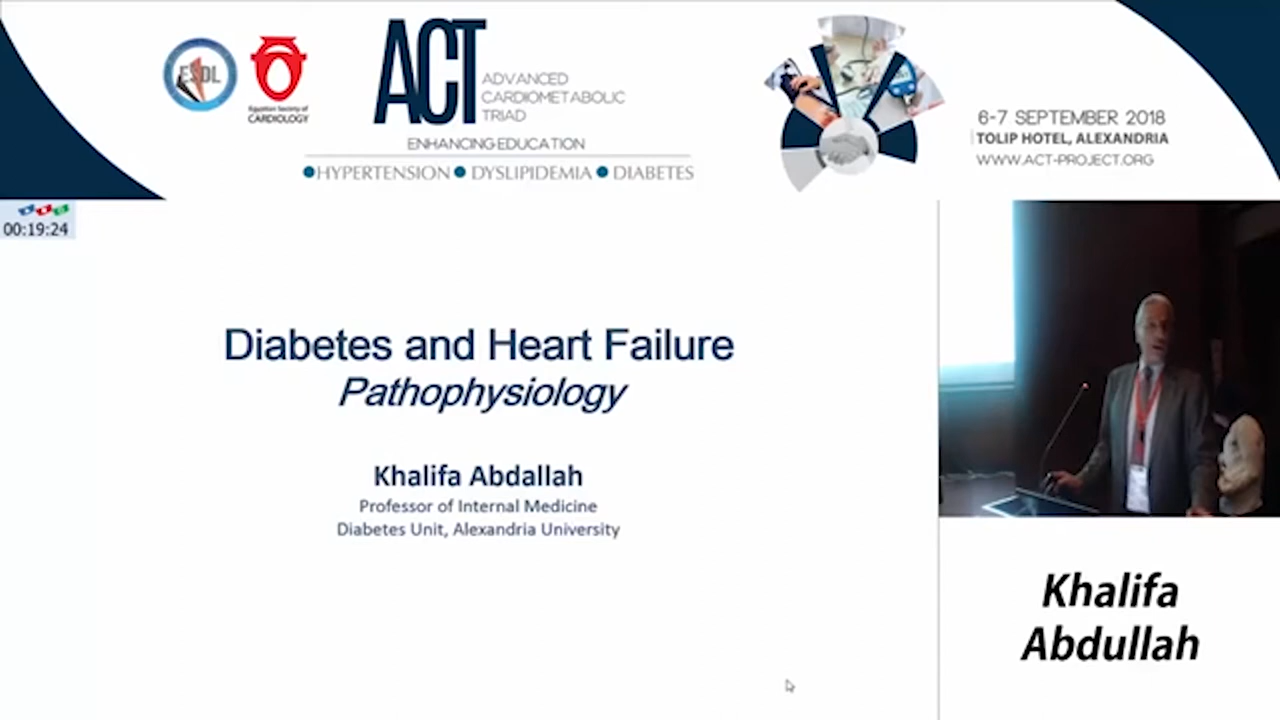 ESDL
Egyptian Society of
CARDIOLOGY
ACT
ADVANCED
CARDIOMETABOLIC
TRIAD
ENHANCING EDUCATION
●HYPERTENSION ● DYSLIPIDEMIA ● DIABETES
6-7 SEPTEMBER 2018
TOLIP HOTEL, ALEXANDRIA
WWW.ACT-PROJECT.ORG
00:19:24
Diabetes and Heart Failure
Pathophysiology
Khalifa Abdallah
Professor of Internal Medicine
Diabetes Unit, Alexandria University
Khalifa
Abdullah